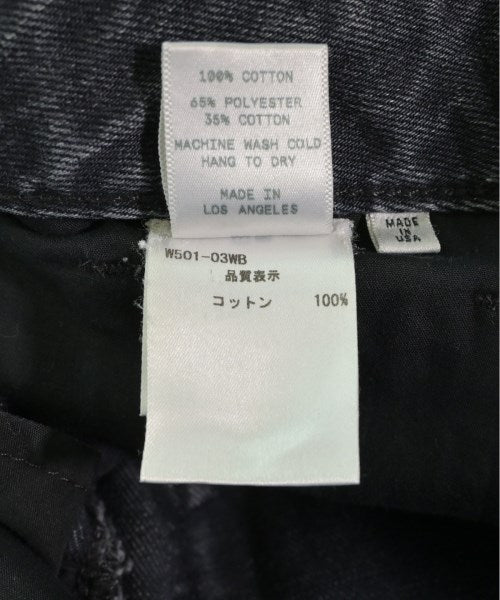 100% COTTON
65% POLYESTER
35% COTTON
MACHINE WASH COLD
HANG TO DRY
MADE IN
LOS ANGELES
MADE
IN
USA
W501-03WB
品質表示
コットン 100%